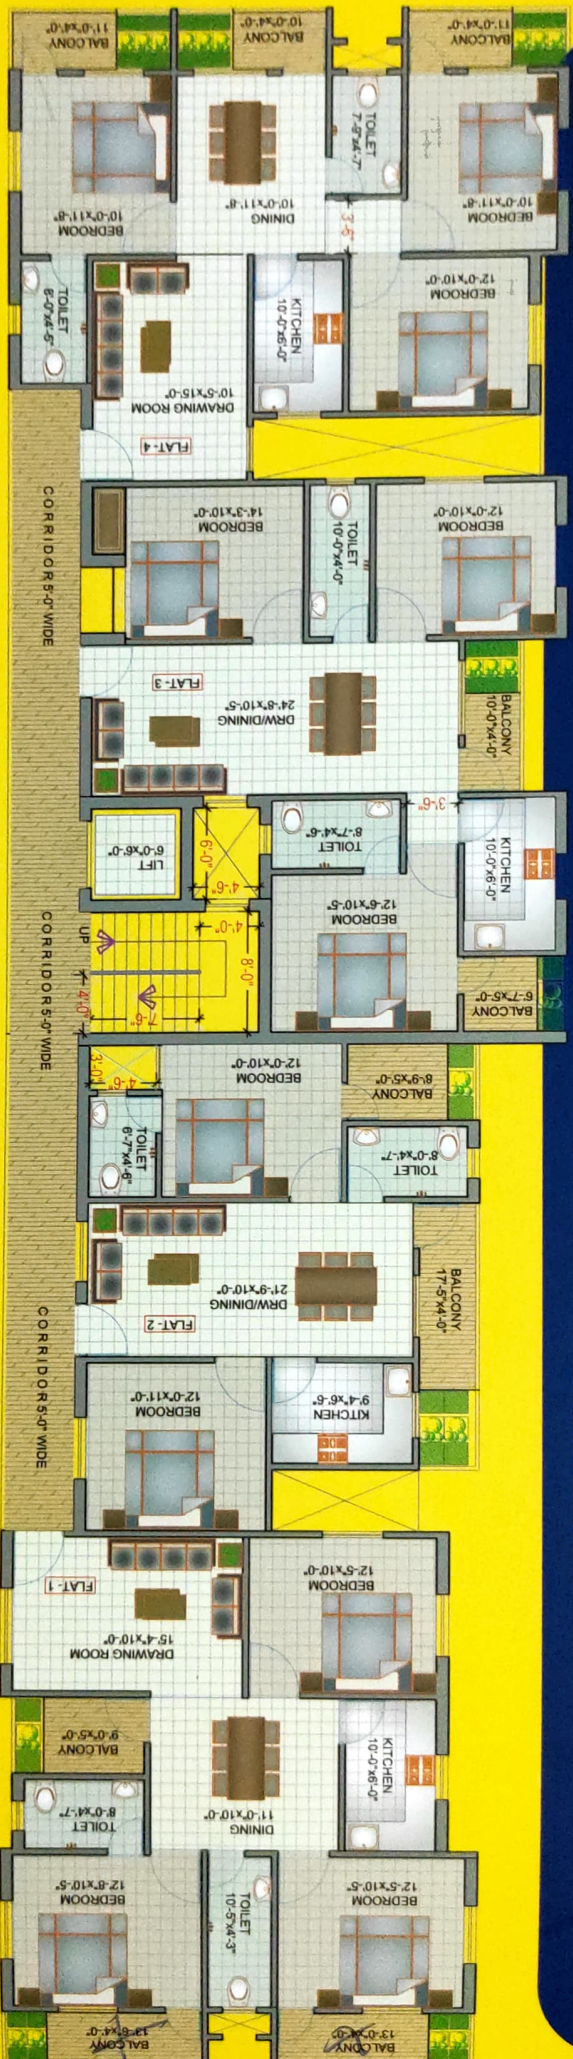 BALCONY
11'-0"x4'-0"
BALCONY
10'-0"x4'-0"
BALCONY
11'-0"x4'-0"
BEDROOM
10'-0"x11'-8"
DINING
10'-0"x11'-8"
TOILET
BEDROOM
10'-0"x11'-8"
3'-6"
TOILET
8'-0"x4'-5"
DRAWING ROOM
10'-5"x15'-0"
KITCHEN
10'-0"x6'-0"
BEDROOM
12'-0"x10'-0"
FLAT-4
CORRIDOR 5'-0" WIDE
BEDROOM
14'-3"x10'-0"
TOILET
10'-0"x4'-0"
BEDROOM
12'-0"x10'-0"
FLAT-3
DRW/DINING
24'-8"x10'-5"
BALCONY
10'-0"x4'-0"
3'-6"
LIFT
6'-0"x6'-0"
6'-0"
4'-6"
TOILET
8'-7"x4'-6"
KITCHEN
10'-0"x6'-0"
CORRIDOR 5'-0" WIDE
UP
4'-0"
7'-6"
4'-0"
8'-0"
BEDROOM
12'-6"x10'-5"
BALCONY
6'-7"x5'-0"
3'-0"
4'-6"
BEDROOM
12'-0"x10'-0"
BALCONY
8'-9"x5'-0"
TOILET
6'-7"x4'-6"
TOILET
8'-0"x4'-7"
DRW/DINING
21'-9"x10'-0"
BALCONY
17'-5"x4'-0"
FLAT-2
CORRIDOR 5'-0" WIDE
BEDROOM
12'-0"x11'-0"
KITCHEN
9'-4"x6'-6"
FLAT-1
DRAWING ROOM
15'-4"x10'-0"
BEDROOM
12'-5"x10'-0"
BALCONY
9'-0"x5'-0"
DINING
11'-0"x10'-0"
KITCHEN
10'-0"x6'-0"
TOILET
8'-0"x4'-7"
BEDROOM
12'-8"x10'-5"
TOILET
10'-5"x4'-3"
BEDROOM
12'-5"x10'-5"
BALCONY
13'-6"x4'-0"
BALCONY
13'-0"x4'-0"